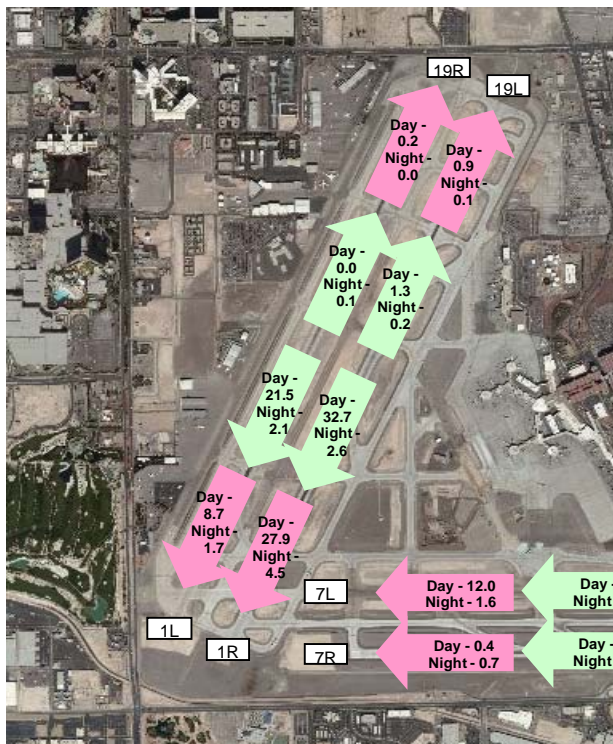 19R
19L
Day -
0.2
Night -
0.0
Day -
0.9
Night -
0.1
Day -
0.0
Night -
0.1
Day -
1.3
Night -
0.2
Day -
21.5
Night -
2.1
Day -
32.7
Night -
2.6
Day -
8.7
Night -
1.7
Day -
27.9
Night -
4.5
7L
Day - 12.0
Night - 1.6
Day -
Night
1L
1R
7R
Day - 0.4
Night - 0.7
Day -
Night